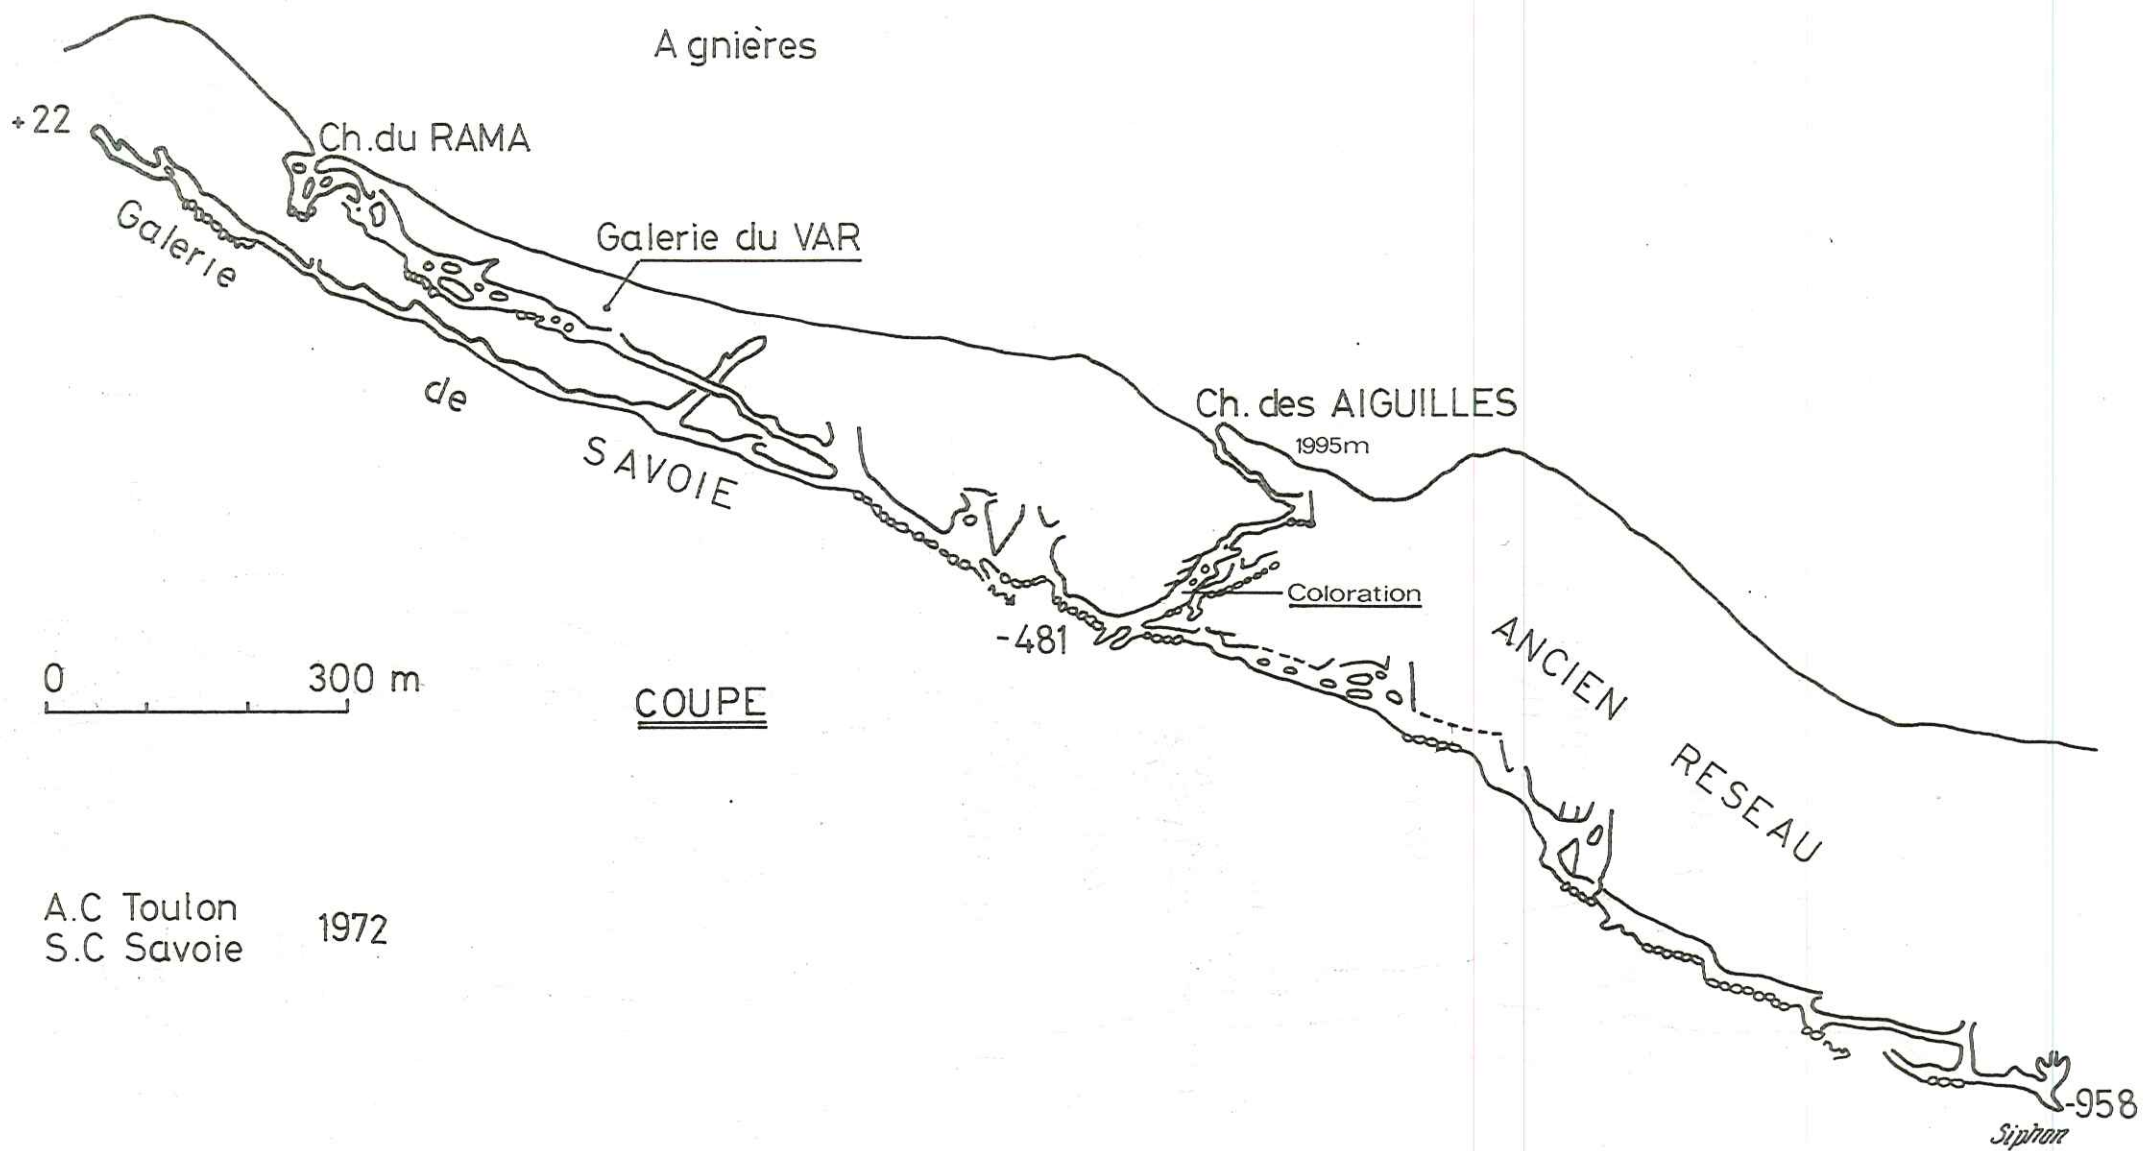 Agnières
+22
Ch.du RAMA
Galerie du VAR
Galerie
de
SAVOIE
Ch. des AIGUILLES
1995m
Coloration
-481
ANCIEN
RESEAU
0 300 m
COUPE
A.C Toulon
S.C Savoie
1972
-958
Siphon